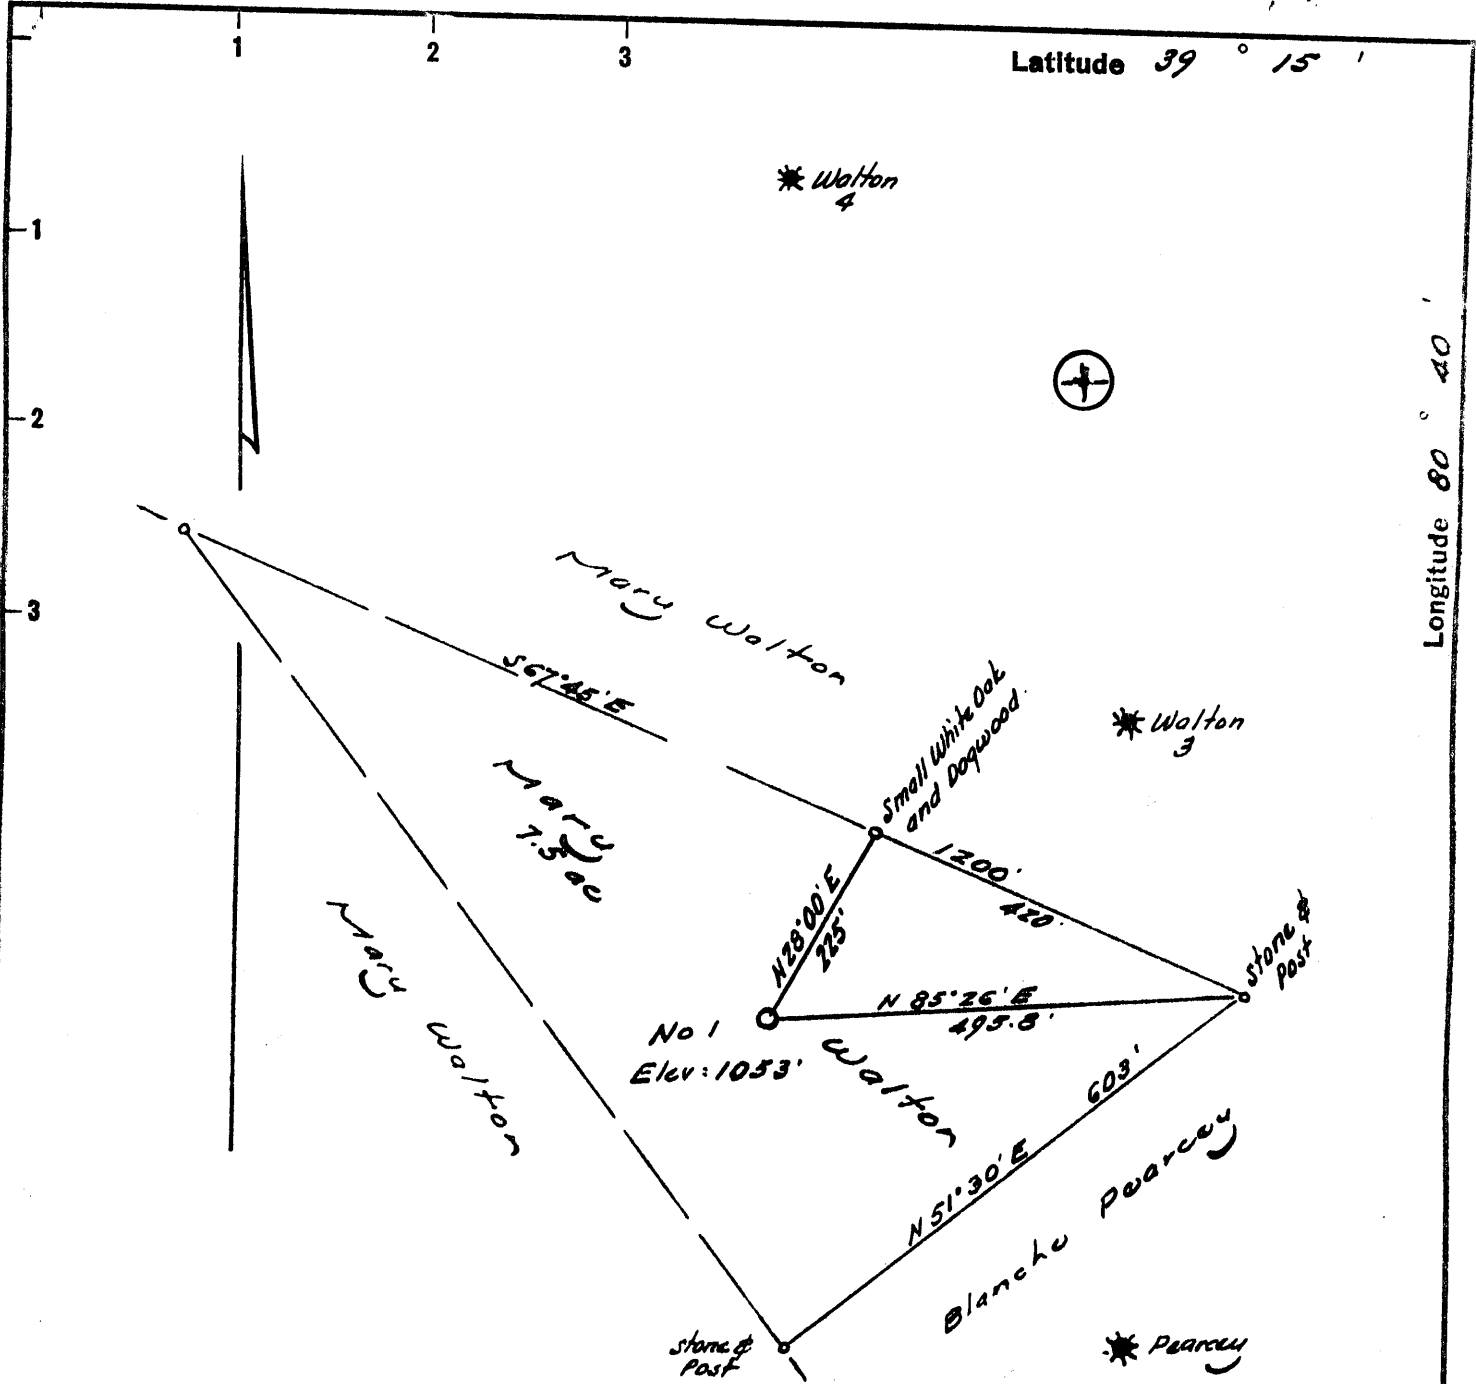 1 2 3
Latitude 39 ° 15 '
Walton
4
1
2
3
Longitude 80 ° 40 '
Mary Walton
S67°45'E
Small White Oak
and Dogwood.
Walton
3
Mary
7.5 ac
1200'
420'
Stone &
Post
N28°00'E
225'
Mary Walton
N 85°26'E
495.8'
No 1
Elev: 1053'
Walton
603'
N 51°30'E
Blanche Pearcey
Stone &
Post
Pearcey